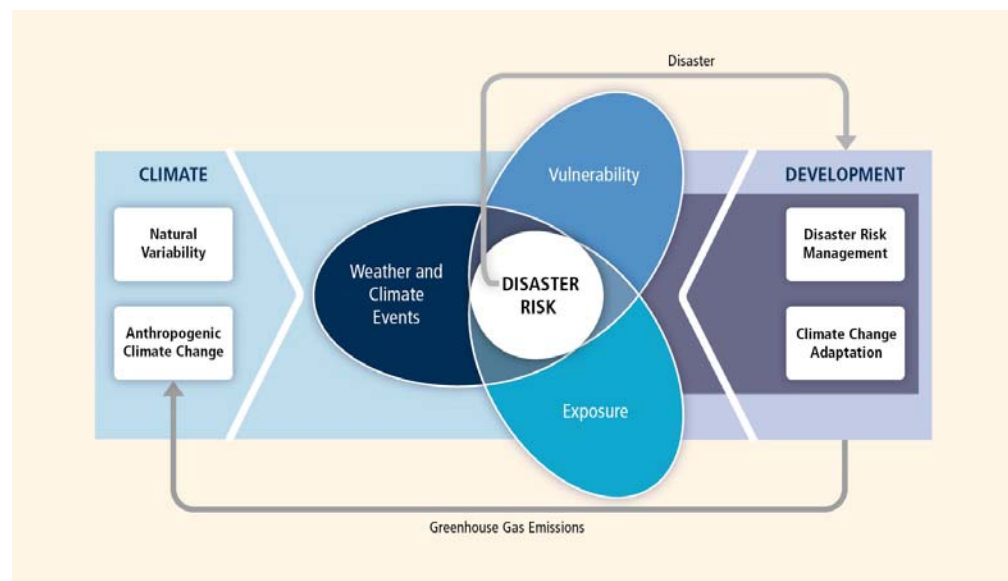 Disaster
CLIMATE
Natural
Variability
Anthropogenic
Climate Change
Weather and
Climate
Events
Vulnerability
DISASTER
RISK
Exposure
DEVELOPMENT
Disaster Risk
Management
Climate Change
Adaptation
Greenhouse Gas Emissions